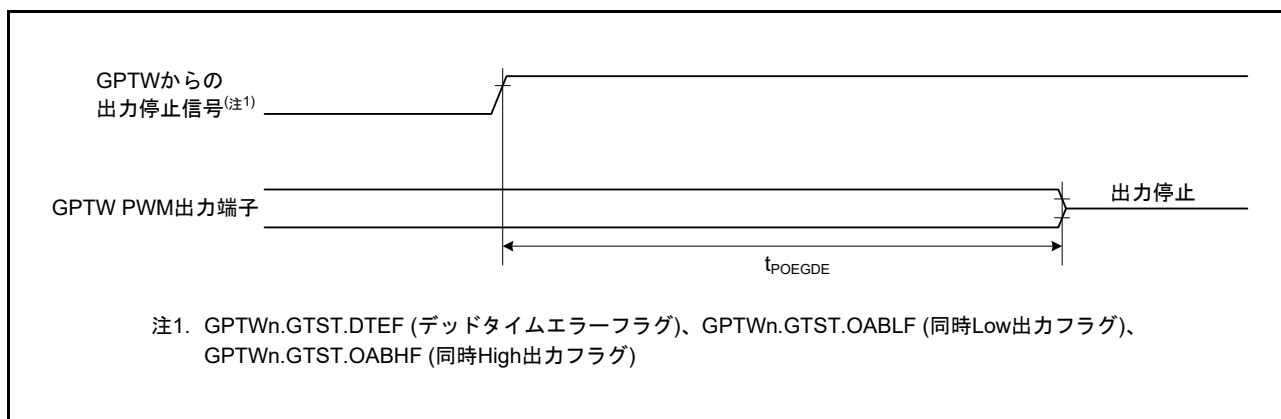 GPTWからの
出力停止信号(注1)
GPTW PWM出力端子
出力停止
tPOEGDE
注1. GPTWn.GTST.DTEF (デッドタイムエラーフラグ)、GPTWn.GTST.OABLF (同時Low出力フラグ)、
GPTWn.GTST.OABHF (同時High出力フラグ)